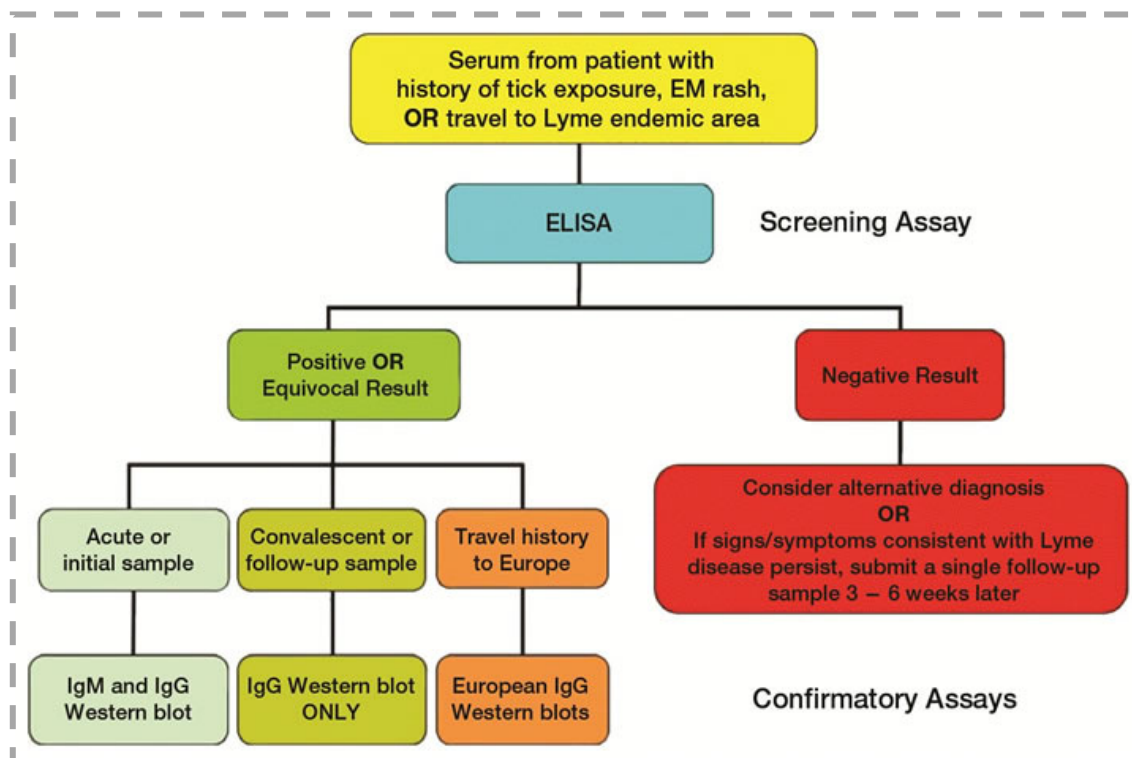 Serum from patient with
history of tick exposure, EM rash,
OR travel to Lyme endemic area
ELISA
Screening Assay
Positive OR
Equivocal Result
Negative Result
Acute or
initial sample
Convalescent or
follow-up sample
Travel history
to Europe
Consider alternative diagnosis
OR
If signs/symptoms consistent with Lyme
disease persist, submit a single follow-up
sample 3 – 6 weeks later
IgM and IgG
Western blot
IgG Western blot
ONLY
European IgG
Western blots
Confirmatory Assays